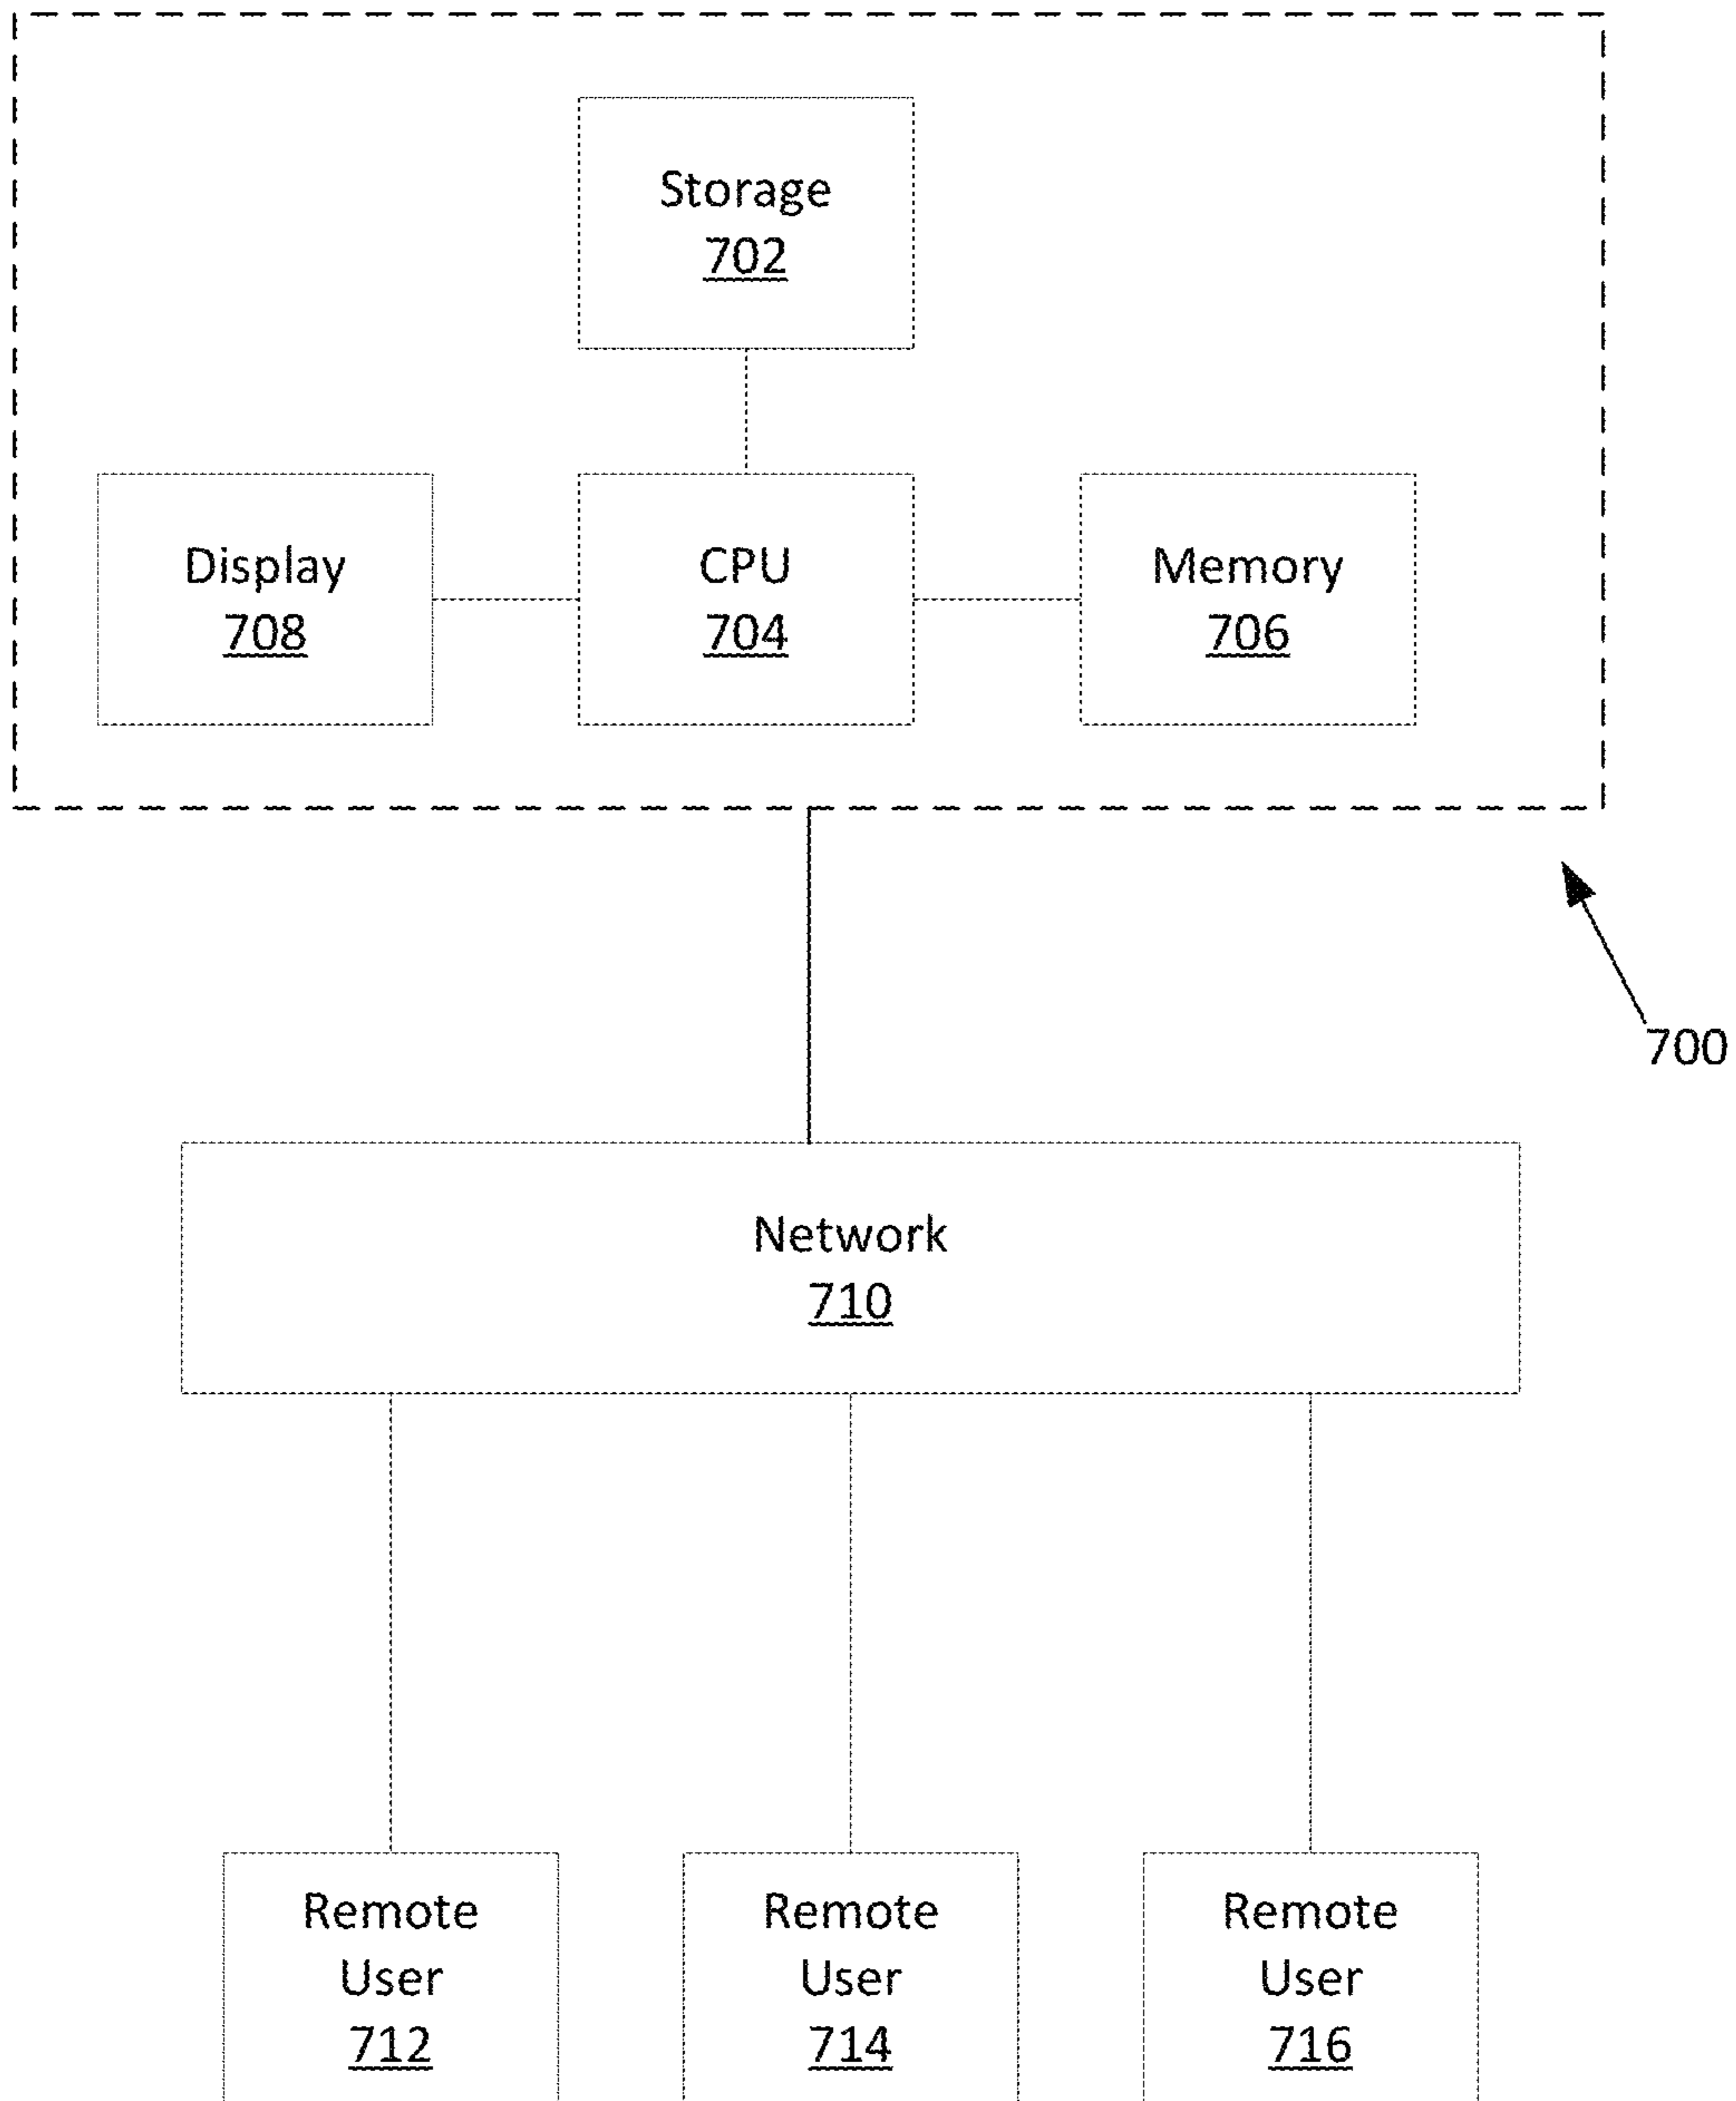 Storage
702
Display
708
CPU
704
Memory
706
700
Network
710
Remote
User
712
Remote
User
714
Remote
User
716